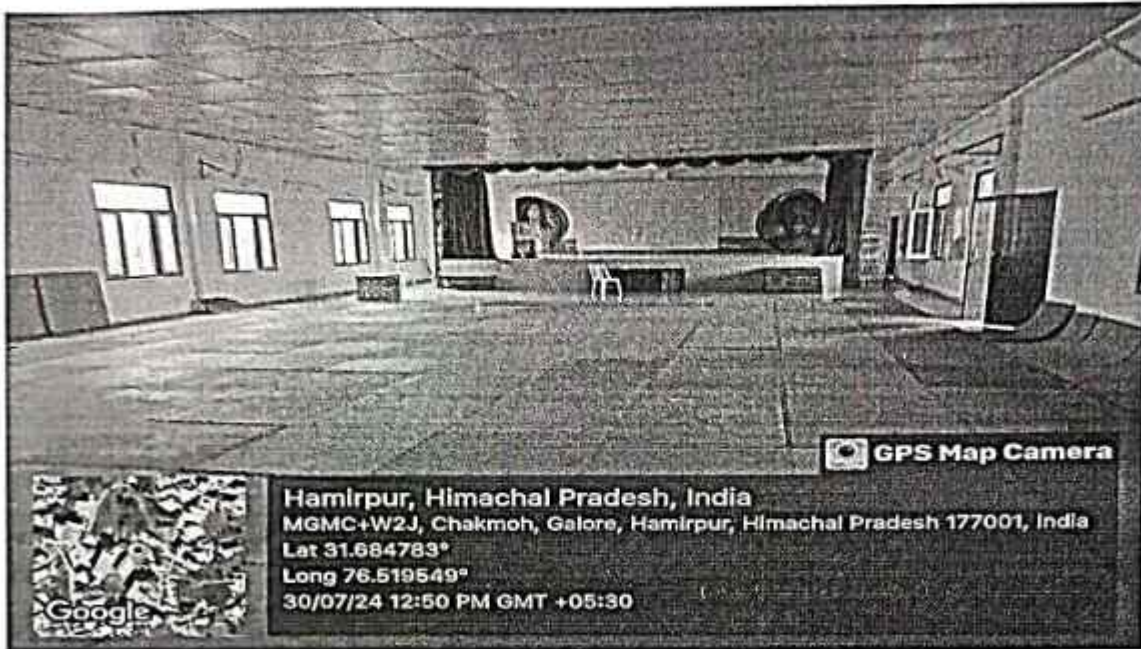 GPS Map Camera
Hamirpur, Himachal Pradesh, India
MGMC+W2J, Chakmoh, Galore, Hamirpur, Himachal Pradesh 177001, India
Lat 31.684783°
Long 76.519549°
30/07/24 12:50 PM GMT +05:30
Google